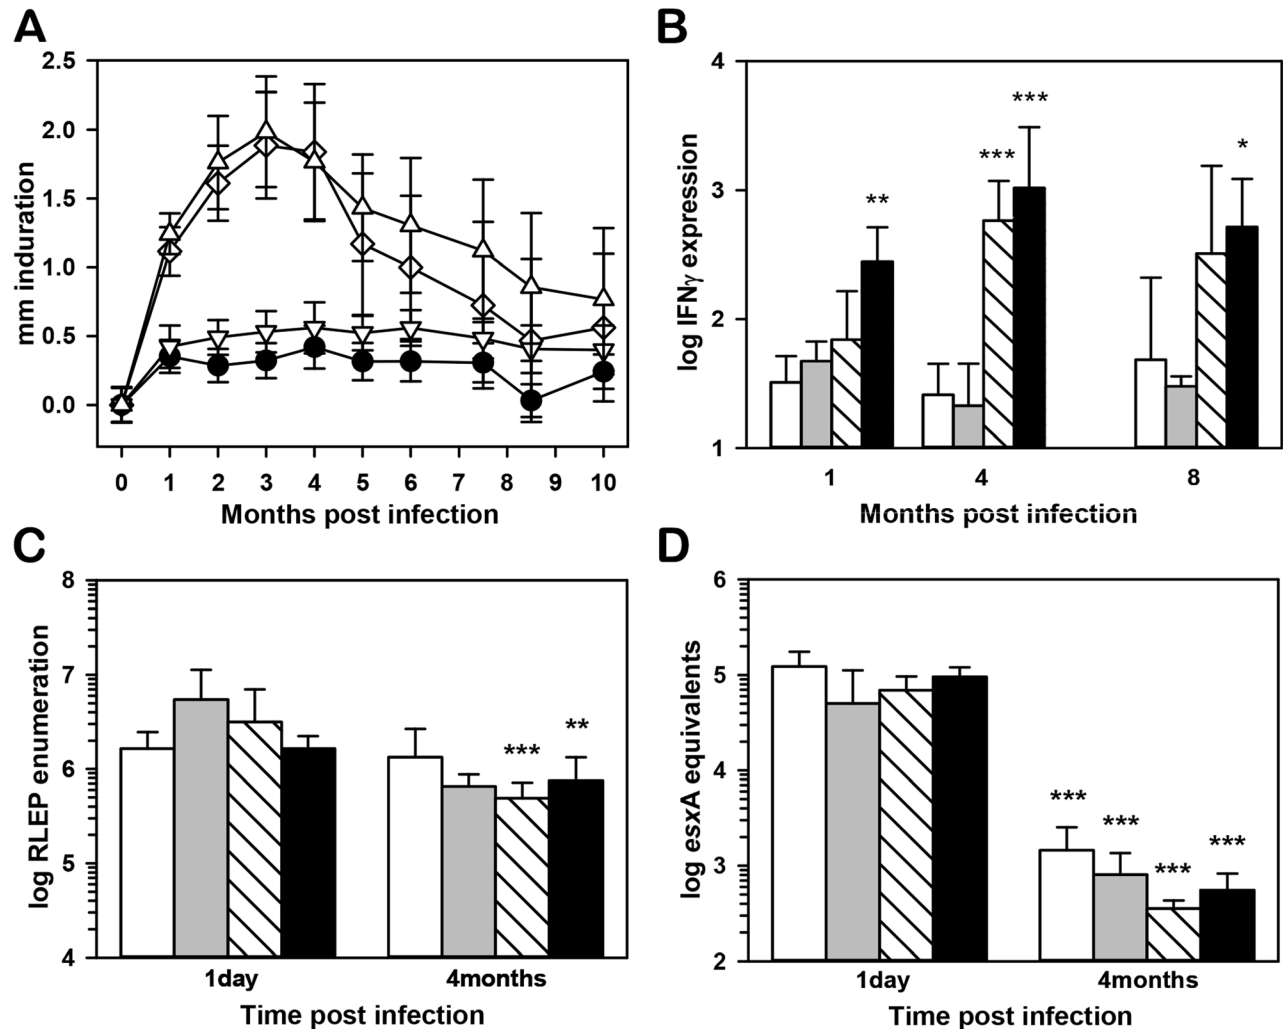 A
2.5
2.0
1.5
1.0
0.5
0.0
mm induration
0 1 2 3 4 5 6 7 8 9 10
Months post infection
B
4
3
2
1
log IFNγ expression
** *** *** *
1 4 8
Months post infection
C
8
7
6
5
4
log RLEP enumeration
*** **
1day 4months
Time post infection
D
6
5
4
3
2
log esxA equivalents
*** *** *** ***
1day 4months
Time post infection